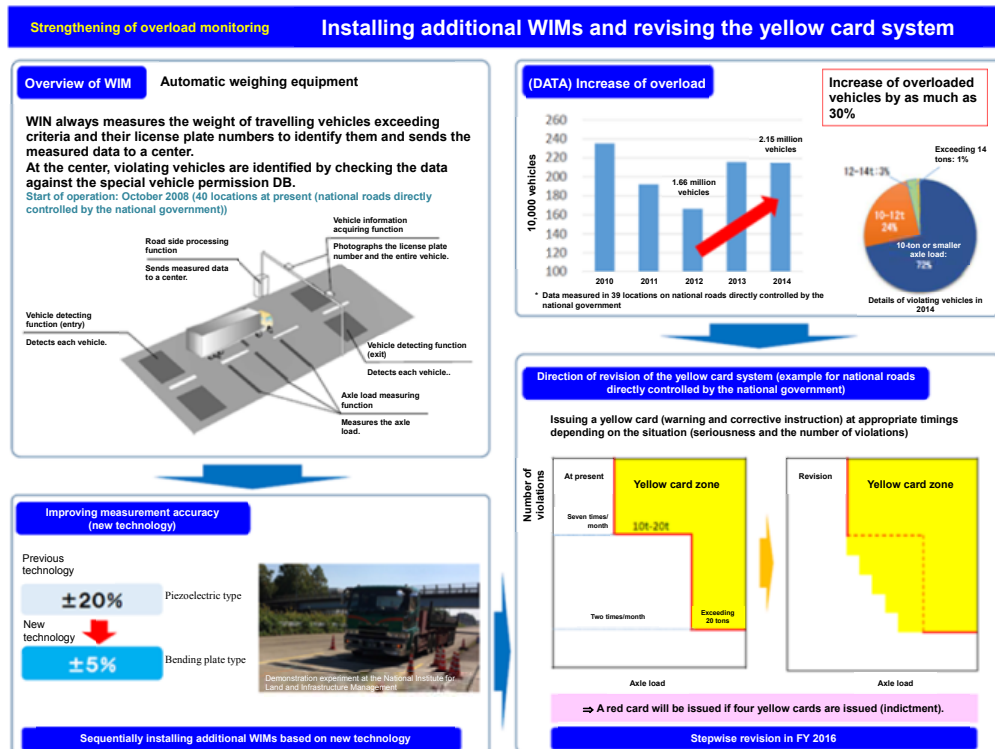 Strengthening of overload monitoring
Installing additional WIMs and revising the yellow card system
Overview of WIM
Automatic weighing equipment
WIN always measures the weight of travelling vehicles exceeding
criteria and their license plate numbers to identify them and sends the
measured data to a center.
At the center, violating vehicles are identified by checking the data
against the special vehicle permission DB.
Start of operation: October 2008 (40 locations at present (national roads directly
controlled by the national government))
Vehicle information
acquiring function
Photographs the license plate
number and the entire vehicle.
Road side processing
function
Sends measured data
to a center.
Vehicle detecting
function (entry)
Detects each vehicle.
Vehicle detecting function
(exit)
Detects each vehicle..
Axle load measuring
function
Measures the axle
load.
Improving measurement accuracy
(new technology)
Previous
technology
±20%
Piezoelectric type
New
technology
±5%
Bending plate type
Demonstration experiment at the National Institute for
Land and Infrastructure Management
Sequentially installing additional WIMs based on new technology
(DATA) Increase of overload
Increase of overloaded
vehicles by as much as
30%
10,000 vehicles
260
240
220
200
180
160
140
120
100
2010
2011
2012
2013
2014
1.66 million
vehicles
2.15 million
vehicles
* Data measured in 39 locations on national roads directly controlled by the
national government
Exceeding 14
tons: 1%
12-14t:3%
10-12t
24%
10-ton or smaller
axle load:
72%
Details of violating vehicles in
2014
Direction of revision of the yellow card system (example for national roads
directly controlled by the national government)
Issuing a yellow card (warning and corrective instruction) at appropriate timings
depending on the situation (seriousness and the number of violations)
Number of
violations
At present
Yellow card zone
Seven times/
month
10t-20t
Two times/month
Exceeding
20 tons
Axle load
Revision
Yellow card zone
Axle load
⇒ A red card will be issued if four yellow cards are issued (indictment).
Stepwise revision in FY 2016